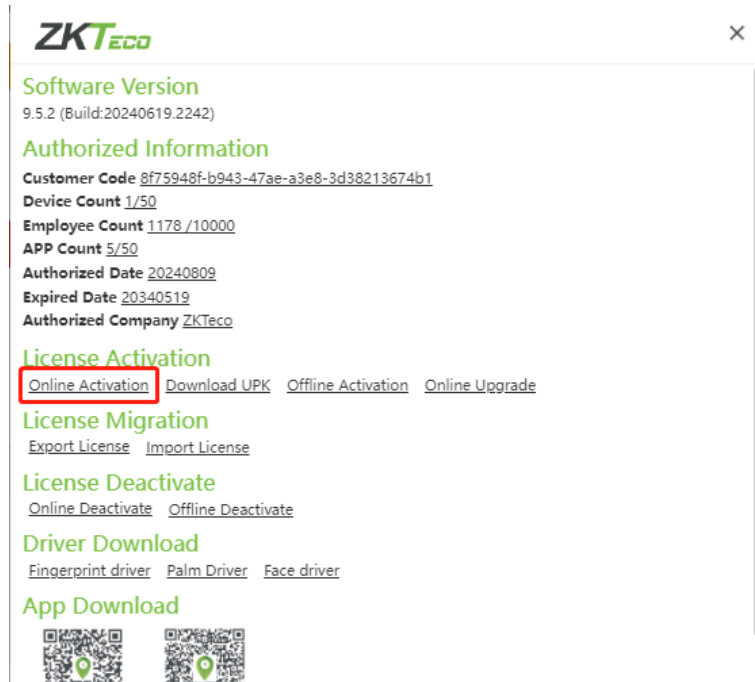 ZKTECO
×
Software Version
9.5.2 (Build:20240619.2242)
Authorized Information
Customer Code 8f75948f-b943-47ae-a3e8-3d38213674b1
Device Count 1/50
Employee Count 1178 /10000
APP Count 5/50
Authorized Date 20240809
Expired Date 20340519
Authorized Company ZKTeco
License Activation
Online Activation Download UPK Offline Activation Online Upgrade
License Migration
Export License Import License
License Deactivate
Online Deactivate Offline Deactivate
Driver Download
Fingerprint driver Palm Driver Face driver
App Download